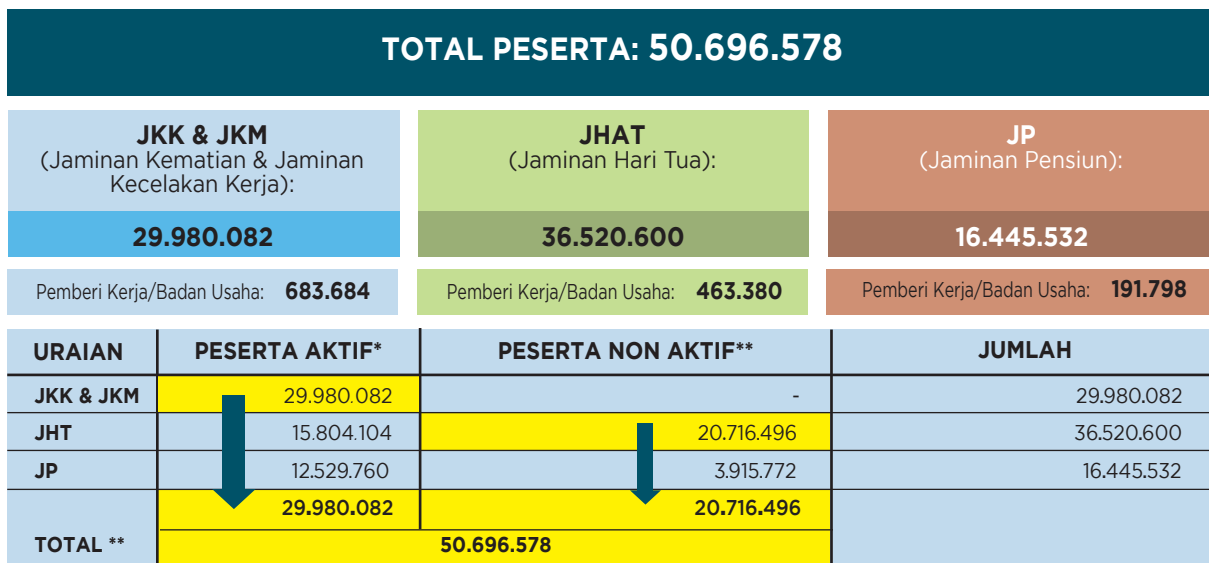 TOTAL PESERTA: 50.696.578
JKK & JKM
(Jaminan Kematian & Jaminan
Kecelakan Kerja):
29.980.082
Pemberi Kerja/Badan Usaha: 683.684
JHAT
(Jaminan Hari Tua):
36.520.600
Pemberi Kerja/Badan Usaha: 463.380
JP
(Jaminan Pensiun):
16.445.532
Pemberi Kerja/Badan Usaha: 191.798
URAIAN PESERTA AKTIF* PESERTA NON AKTIF** JUMLAH
JKK & JKM 29.980.082 - 29.980.082
JHT 15.804.104 20.716.496 36.520.600
JP 12.529.760 3.915.772 16.445.532
29.980.082 20.716.496
TOTAL ** 50.696.578